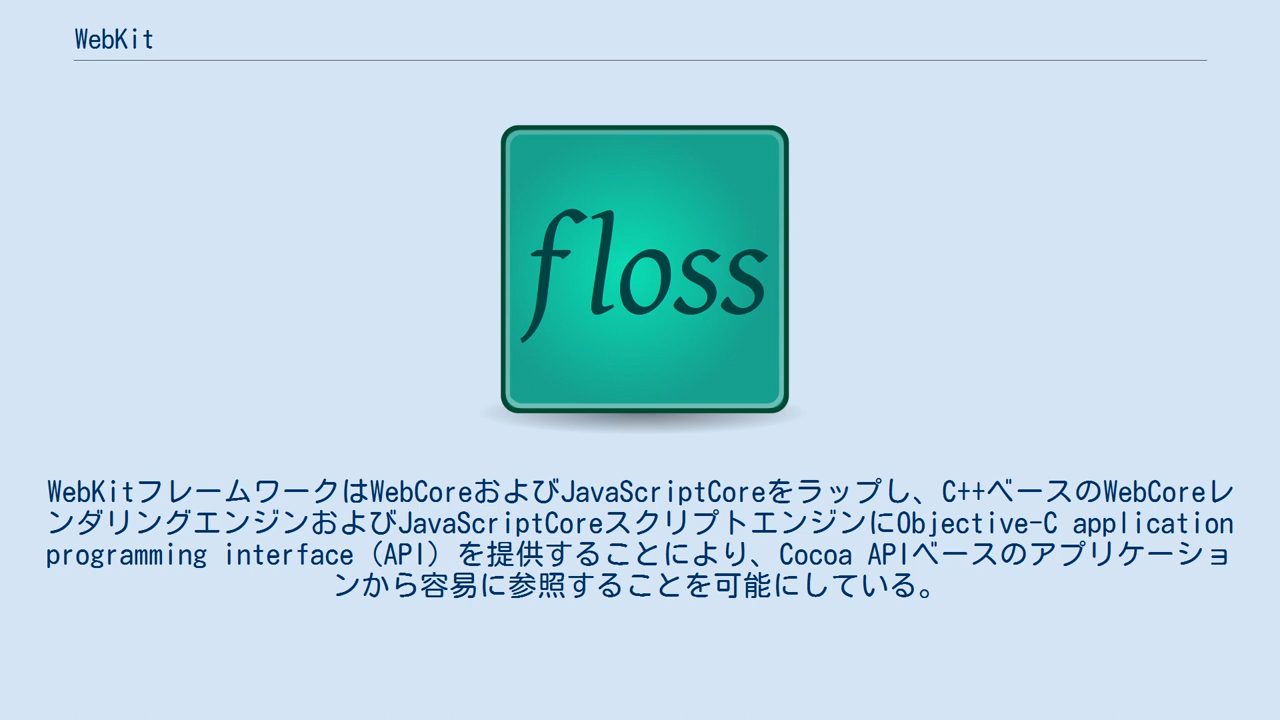 WebKit
floss
WebKitフレームワークはWebCoreおよびJavaScriptCoreをラップし、C++ベースのWebCoreレ
ンダリングエンジンおよびJavaScriptCoreスクリプトエンジンにObjective-C application
programming interface（API）を提供することにより、Cocoa APIベースのアプリケーショ
ンから容易に参照することを可能にしている。